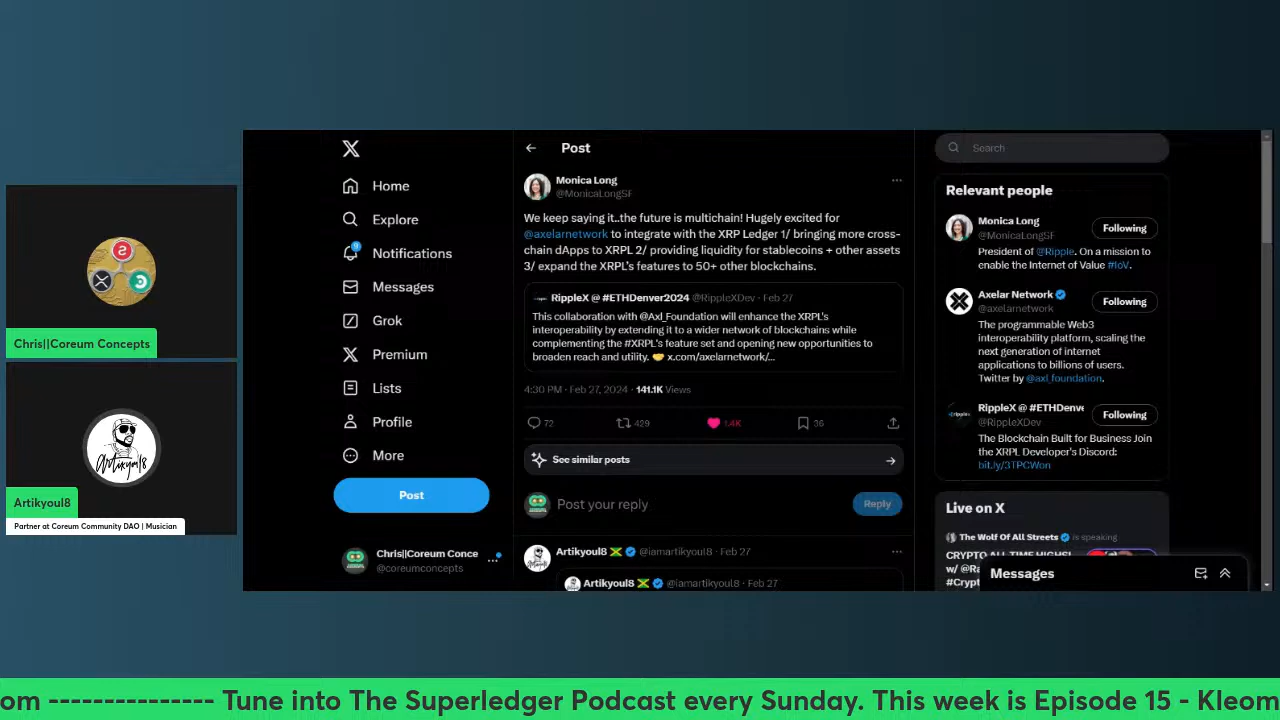 Chris||Coreum Concepts
Artikyoul8
Artikyoul8
Partner at Coreum Community DAO | Musician
Home
Explore
9
Notifications
Messages
Grok
Premium
Lists
Profile
More
Post
Chris||Coreum Conce
@coreumconcepts
Post
Monica Long
@MonicaLongSF
We keep saying it..the future is multichain! Hugely excited for
@axelarnetwork to integrate with the XRP Ledger 1/ bringing more cross-
chain dApps to XRPL 2/ providing liquidity for stablecoins + other assets
3/ expand the XRPL's features to 50+ other blockchains.
RippleX @ #ETHDenver2024 @RippleXDev · Feb 27
This collaboration with @Axl_Foundation will enhance the XRPL's
interoperability by extending it to a wider network of blockchains while
complementing the #XRPL's feature set and opening new opportunities to
broaden reach and utility. 🤝 x.com/axelarnetwork/...
4:30 PM · Feb 27, 2024 · 141.1K Views
72
429
1.4K
36
See similar posts
Post your reply
Reply
Artikyoul8 🇯🇲 @iamartikyoul8 · Feb 27
Artikyoul8 🇯🇲 @iamartikyoul8 · Feb 27
Search
Relevant people
Monica Long
@MonicaLongSF
Following
President of @Ripple. On a mission to
enable the Internet of Value #IoV.
Axelar Network
@axelarnetwork
Following
The programmable Web3
interoperability platform, scaling the
next generation of internet
applications to billions of users.
Twitter by @axl_foundation.
RippleX @ #ETHDenve
@RippleXDev
Following
The Blockchain Built for Business Join
the XRPL Developer's Discord:
bit.ly/3TPCWon
Live on X
The Wolf Of All Streets is speaking
CRYPTO ALL TIME HIGHS!
w/ @Ra
#Crypt
Messages
om --------------- Tune into The Superledger Podcast every Sunday. This week is Episode 15 - Kleom